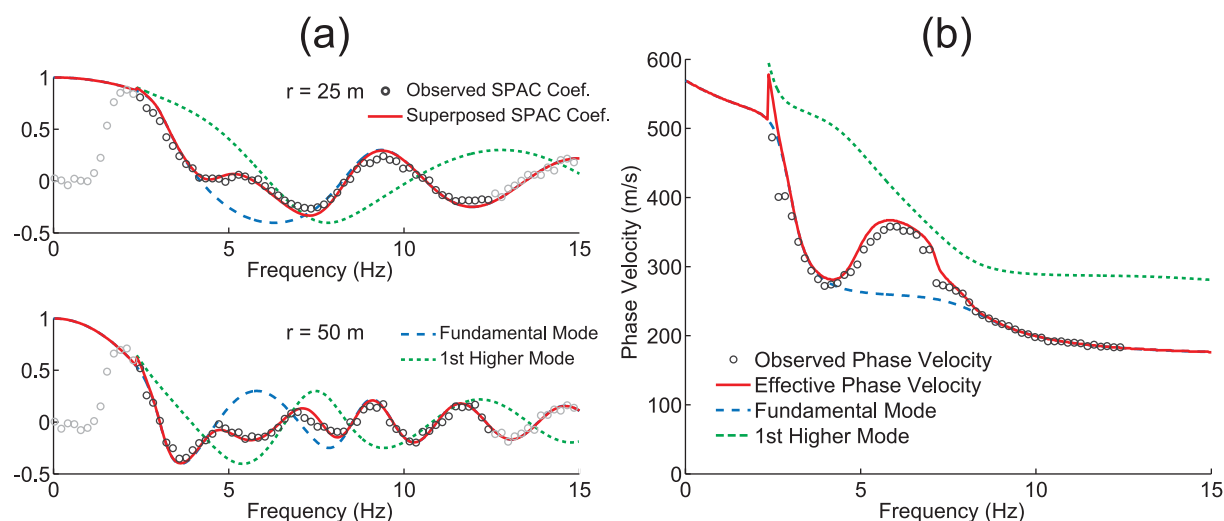 (a)
1
0.5
0
-0.5
r = 25 m
Observed SPAC Coef.
Superposed SPAC Coef.
0 5 10 15
Frequency (Hz)
1
0.5
0
-0.5
r = 50 m
Fundamental Mode
1st Higher Mode
0 5 10 15
Frequency (Hz)
(b)
600
500
400
300
200
100
0
Phase Velocity (m/s)
Observed Phase Velocity
Effective Phase Velocity
Fundamental Mode
1st Higher Mode
0 5 10 15
Frequency (Hz)